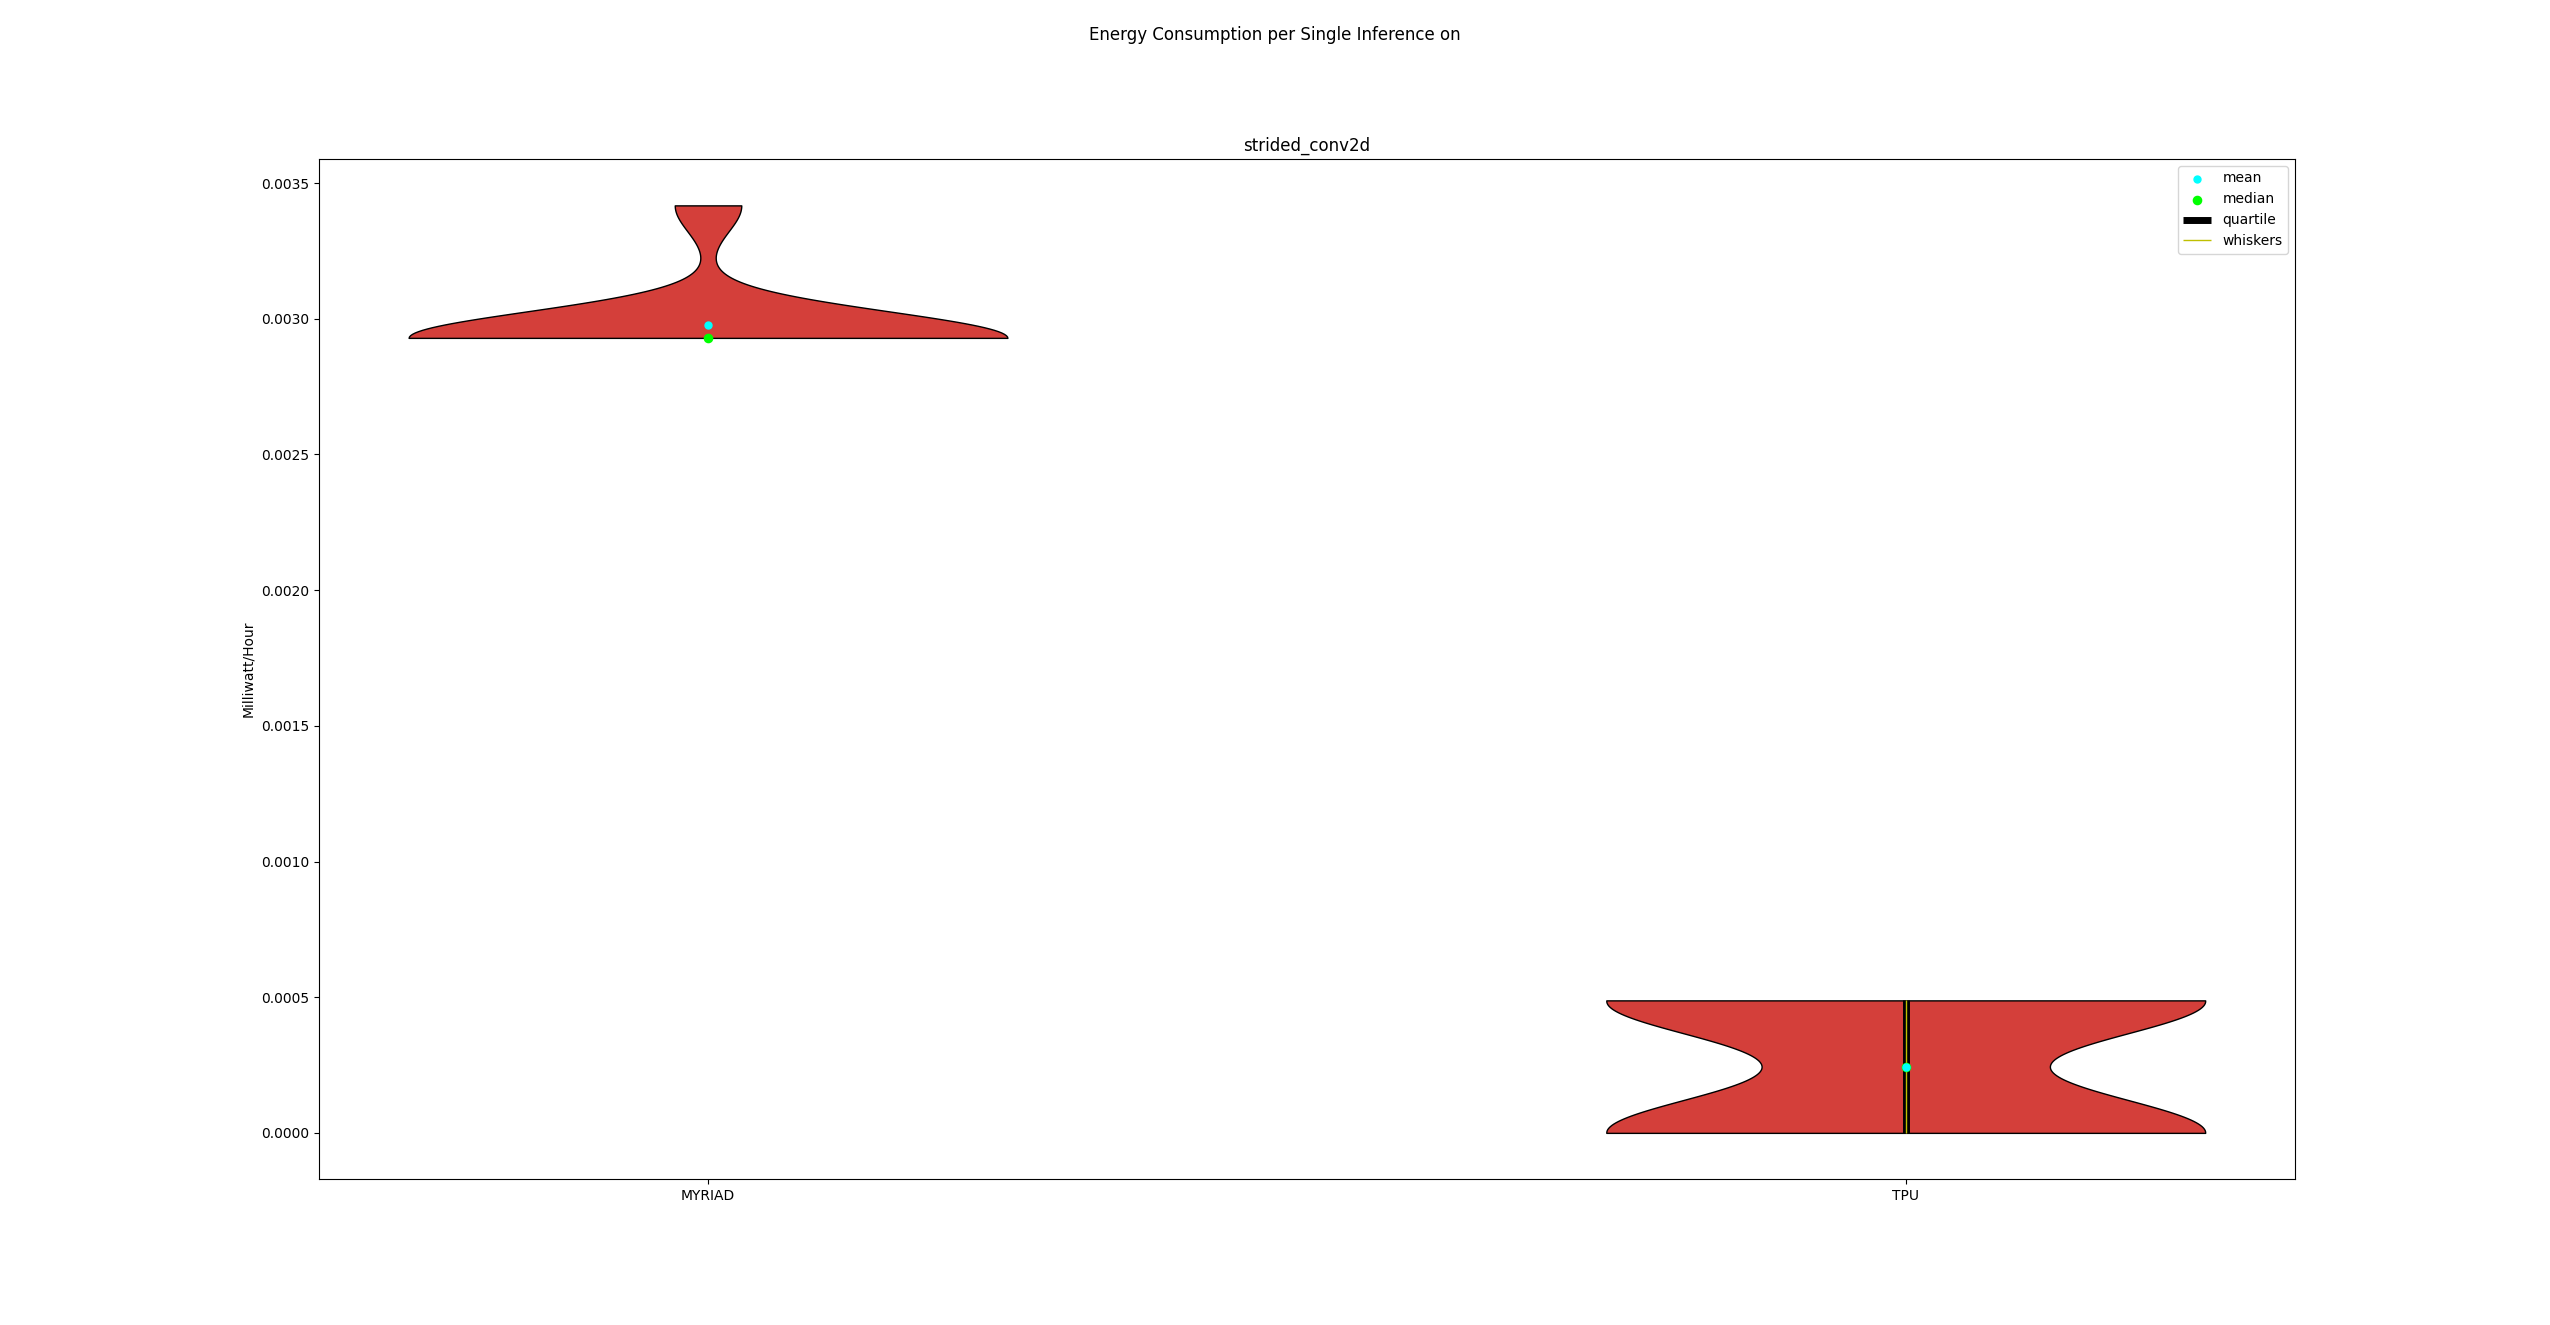 Energy Consumption per Single Inference on
strided_conv2d
mean
median
quartile
whiskers
0.0035
0.0030
0.0025
0.0020
0.0015
0.0010
0.0005
0.0000
Milliwatt/Hour
MYRIAD
TPU